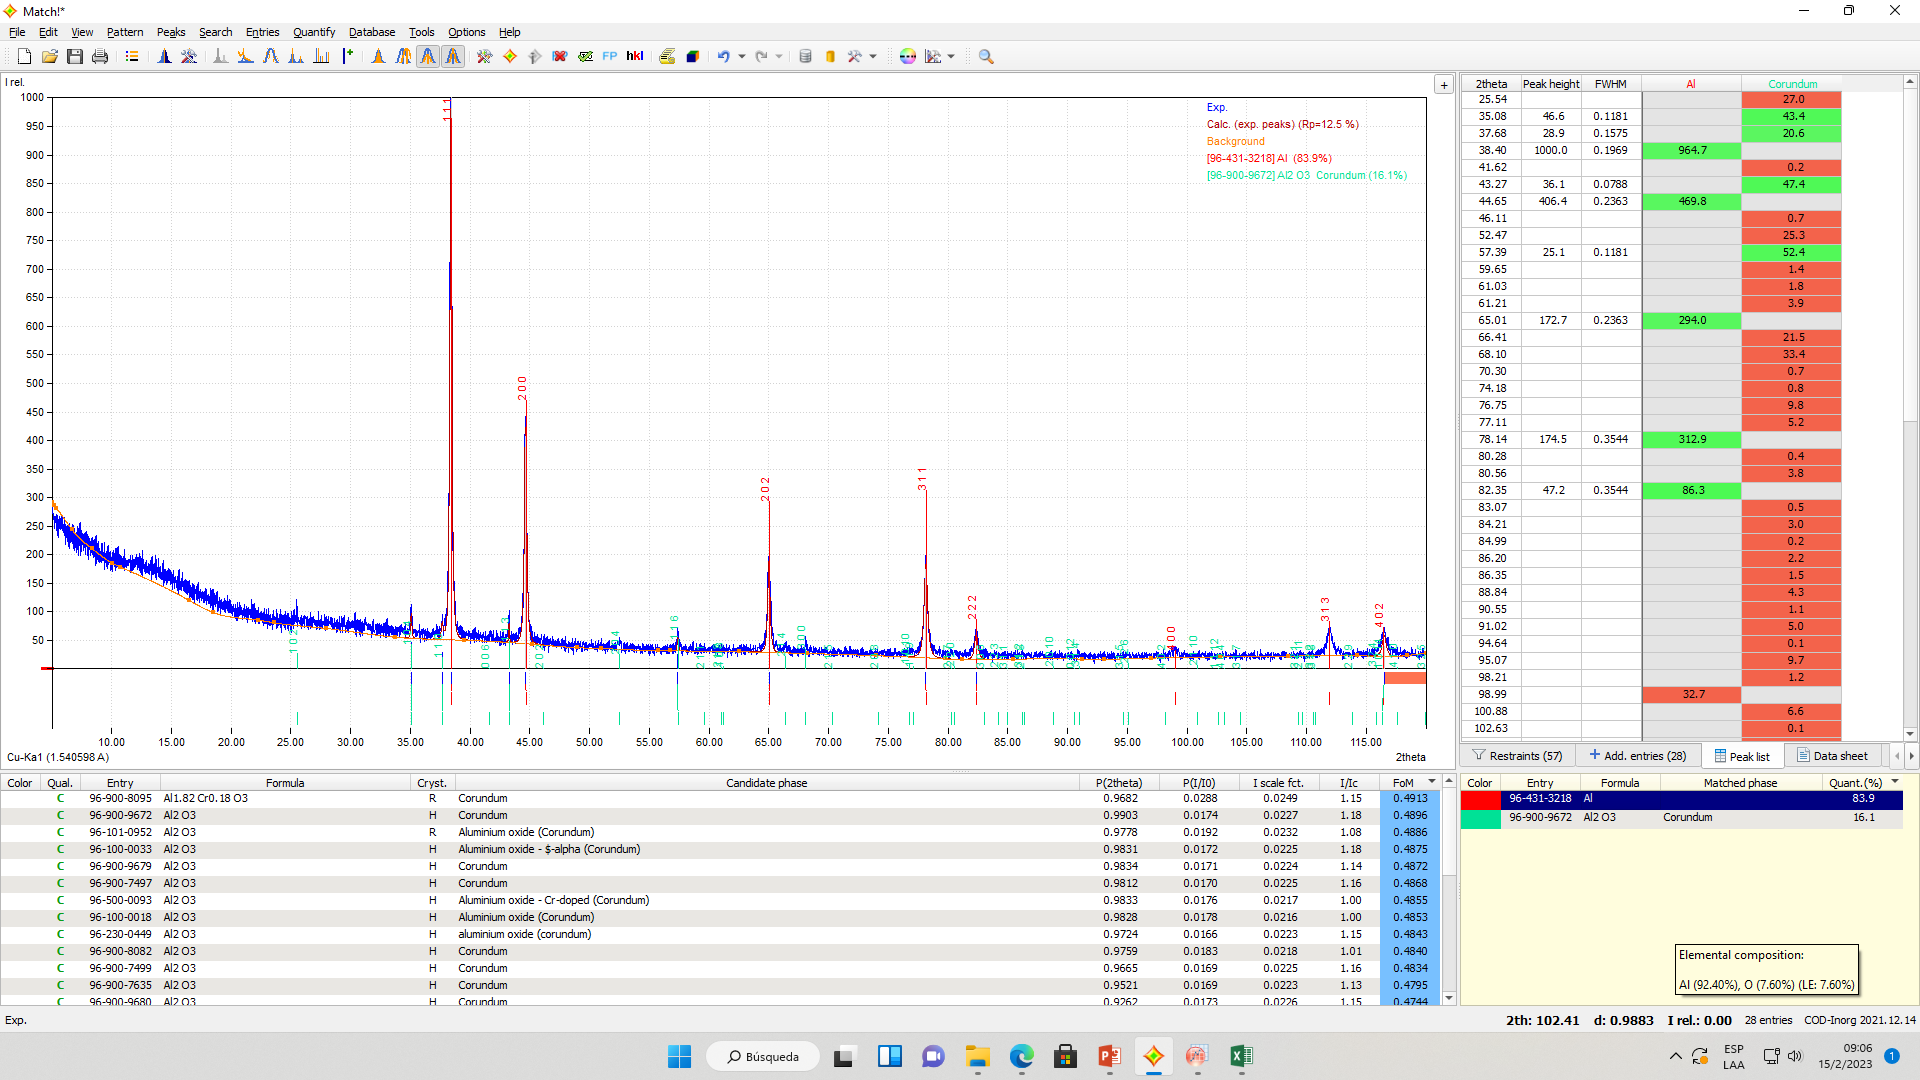 Match!*
File Edit View Pattern Peaks Search Entries Quantify Database Tools Options Help
FP hkl
I rel.
Exp.
Calc. (exp. peaks) (Rp=12.5 %)
Background
[96-431-3218] Al (83.9%)
[96-900-9672] Al2 O3 Corundum (16.1%)
1000
950
900
850
800
750
700
650
600
550
500
450
400
350
300
250
200
150
100
50
1 1 1
2 0 0
2 0 2
3 1 1
2 2 2
4 0 0
3 1 3
4 0 2
1 0 2
0 0 6
1 1 6
10.00 15.00 20.00 25.00 30.00 35.00 40.00 45.00 50.00 55.00 60.00 65.00 70.00 75.00 80.00 85.00 90.00 95.00 100.00 105.00 110.00 115.00
Cu-Ka1 (1.540598 A) 2theta
2theta Peak height FWHM Al Corundum
25.54 27.0
35.08 46.6 0.1181 43.4
37.68 28.9 0.1575 20.6
38.40 1000.0 0.1969 964.7
41.62 0.2
43.27 36.1 0.0788 47.4
44.65 406.4 0.2363 469.8
46.11 0.7
52.47 25.3
57.39 25.1 0.1181 52.4
59.65 1.4
61.03 1.8
61.21 3.9
65.01 172.7 0.2363 294.0
66.41 21.5
68.10 33.4
70.30 0.7
74.18 0.8
76.75 9.8
77.11 5.2
78.14 174.5 0.3544 312.9
80.28 0.4
80.56 3.8
82.35 47.2 0.3544 86.3
83.07 0.5
84.21 3.0
84.99 0.2
86.20 2.2
86.35 1.5
88.84 4.3
90.55 1.1
91.02 5.0
94.64 0.1
95.07 9.7
98.21 1.2
98.99 32.7
100.88 6.6
102.63 0.1
Restraints (57) Add. entries (28) Peak list Data sheet
Color Qual. Entry Formula Cryst. Candidate phase P(2theta) P(I/I0) I scale fct. I/Ic FoM
C 96-900-8095 Al1.82 Cr0.18 O3 R Corundum 0.9682 0.0288 0.0249 1.15 0.4913
C 96-900-9672 Al2 O3 H Corundum 0.9903 0.0174 0.0227 1.18 0.4896
C 96-101-0952 Al2 O3 R Aluminium oxide (Corundum) 0.9778 0.0192 0.0232 1.08 0.4886
C 96-100-0033 Al2 O3 H Aluminium oxide - $-alpha (Corundum) 0.9831 0.0172 0.0225 1.18 0.4875
C 96-900-9679 Al2 O3 H Corundum 0.9834 0.0171 0.0224 1.14 0.4872
C 96-900-7497 Al2 O3 H Corundum 0.9812 0.0170 0.0225 1.16 0.4868
C 96-500-0093 Al2 O3 H Aluminium oxide - Cr-doped (Corundum) 0.9833 0.0176 0.0217 1.00 0.4855
C 96-100-0018 Al2 O3 H Aluminium oxide (Corundum) 0.9828 0.0178 0.0216 1.00 0.4853
C 96-230-0449 Al2 O3 H aluminium oxide (corundum) 0.9724 0.0166 0.0223 1.15 0.4843
C 96-900-8082 Al2 O3 H Corundum 0.9759 0.0183 0.0218 1.01 0.4840
C 96-900-7499 Al2 O3 H Corundum 0.9665 0.0169 0.0225 1.16 0.4834
C 96-900-7635 Al2 O3 H Corundum 0.9521 0.0169 0.0223 1.13 0.4795
C 96-900-9680 Al2 O3 H Corundum 0.9262 0.0173 0.0226 1.15 0.4744
Color Entry Formula Matched phase Quant.(%)
96-431-3218 Al 83.9
96-900-9672 Al2 O3 Corundum 16.1
Elemental composition:
Al (92.40%), O (7.60%) (LE: 7.60%)
Exp. 2th: 102.41 d: 0.9883 I rel.: 0.00 28 entries COD-Inorg 2021.12.14
Búsqueda
ESP
LAA
09:06
15/2/2023
1